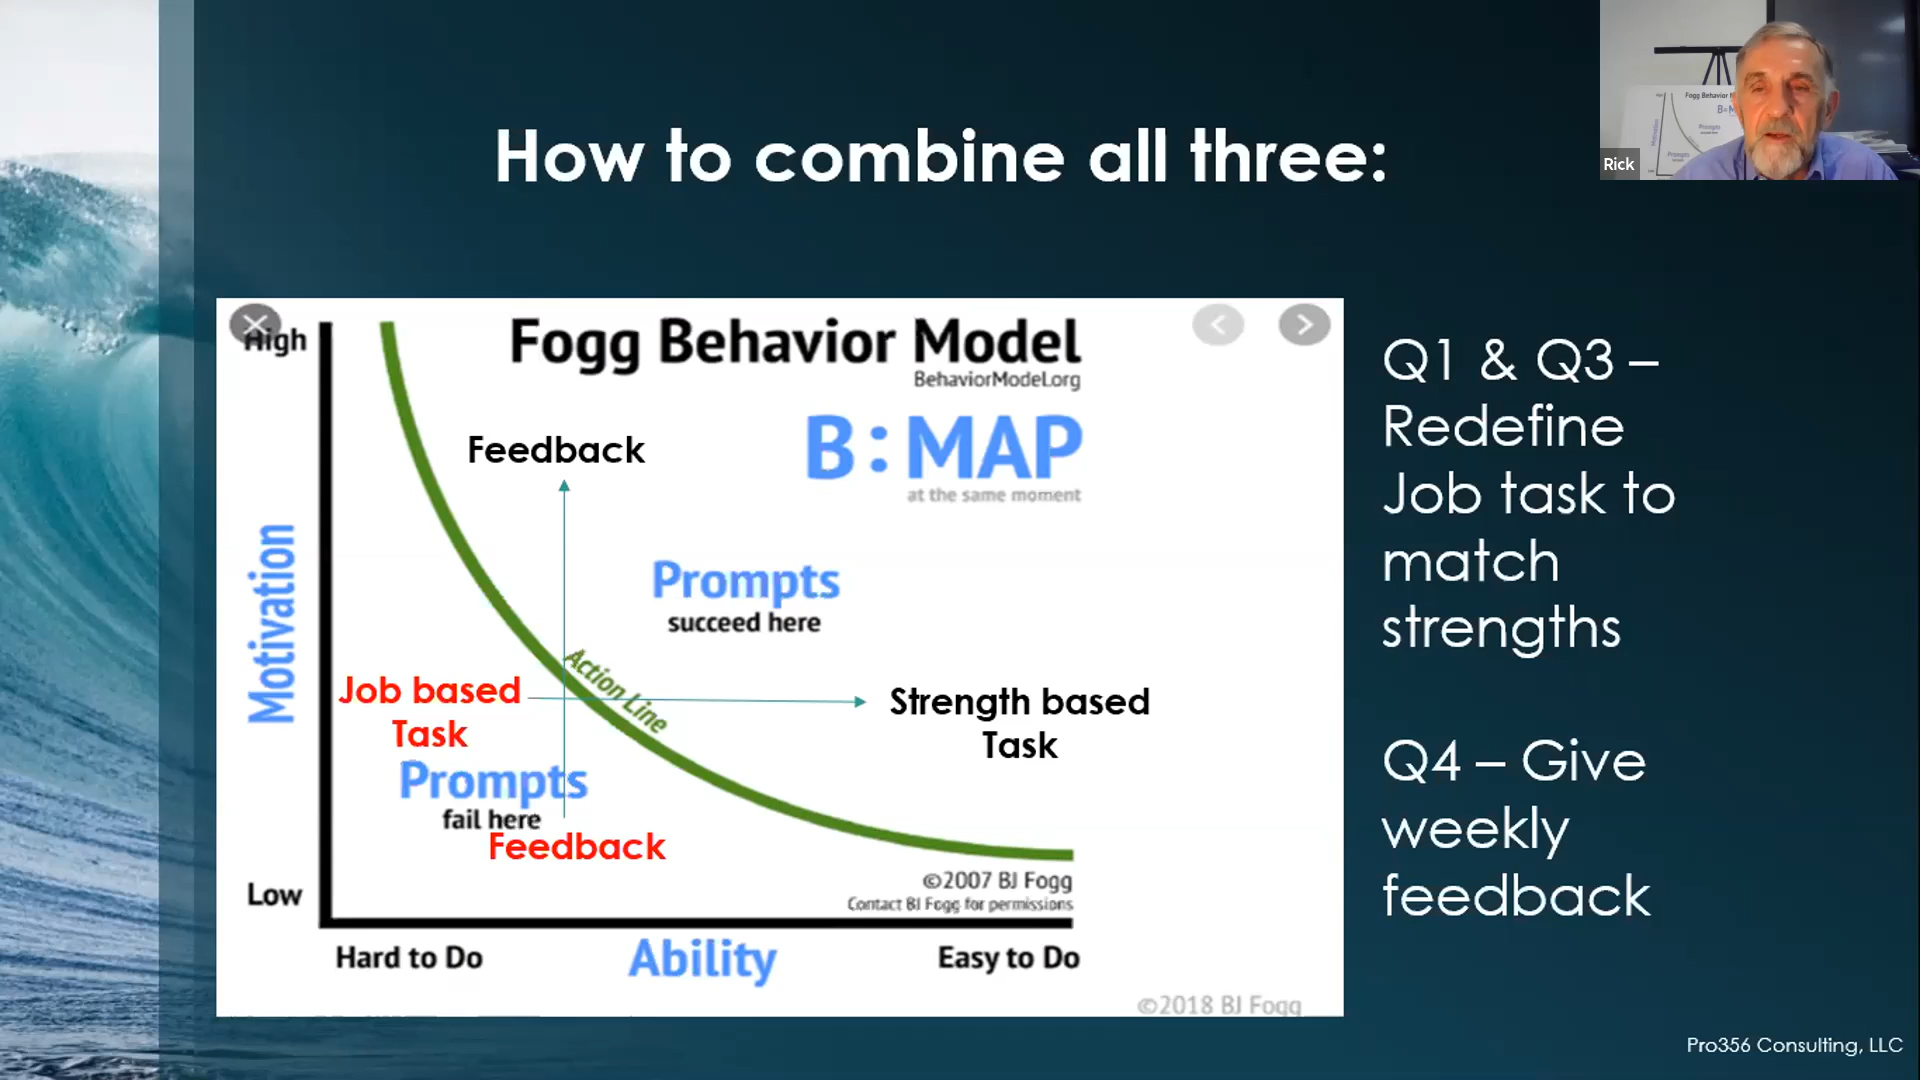 How to combine all three:
Rick
High
Fogg Behavior Model
BehaviorModel.org
B:MAP
at the same moment
Feedback
Motivation
Prompts
succeed here
Action Line
Job based
Task
Strength based
Task
Prompts
fail here
Feedback
Low
©2007 BJ Fogg
Contact BJ Fogg for permissions
Hard to Do
Ability
Easy to Do
©2018 BJ Fogg
Q1 & Q3 –
Redefine
Job task to
match
strengths
Q4 – Give
weekly
feedback
Pro356 Consulting, LLC